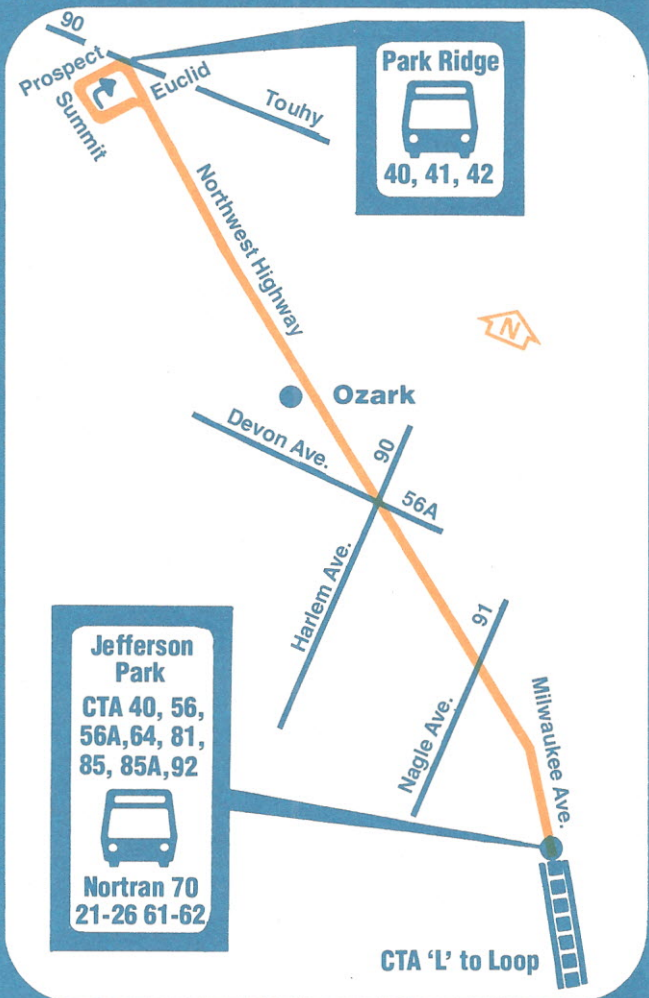 90
Prospect
Euclid
Summit
Touhy
Park Ridge
40, 41, 42
Northwest Highway
N
Ozark
Devon Ave.
90
56A
Harlem Ave.
91
Nagle Ave.
Milwaukee Ave.
Jefferson
Park
CTA 40, 56,
56A,64, 81,
85, 85A,92
Nortran 70
21-26 61-62
CTA ‘L’ to Loop